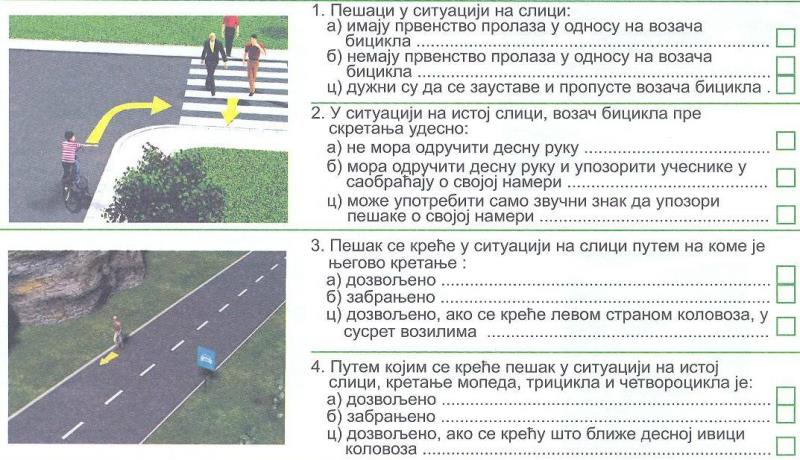 1. Пешаци у ситуацији на слици:
а) имају првенство пролаза у односу на возача
бицикла
б) немају првенство пролаза у односу на возача
бицикла
ц) дужни су да се зауставе и пропусте возача бицикла .
2. У ситуацији на истој слици, возач бицикла пре
скретања удесно:
а) не мора одручити десну руку
б) мора одручити десну руку и упозорити учеснике у
саобраћају о својој намери
ц) може употребити само звучни знак да упозори
пешаке о својој намери
3. Пешак се креће у ситуацији на слици путем на коме је
његово кретање :
а) дозвољено
б) забрањено
ц) дозвољено, ако се креће левом страном коловоза, у
сусрет возилима
4. Путем којим се креће пешак у ситуацији на истој
слици, кретање мопеда, трицикла и четвороцикла је:
а) дозвољено
б) забрањено
ц) дозвољено, ако се крећу што ближе десној ивици
коловоза